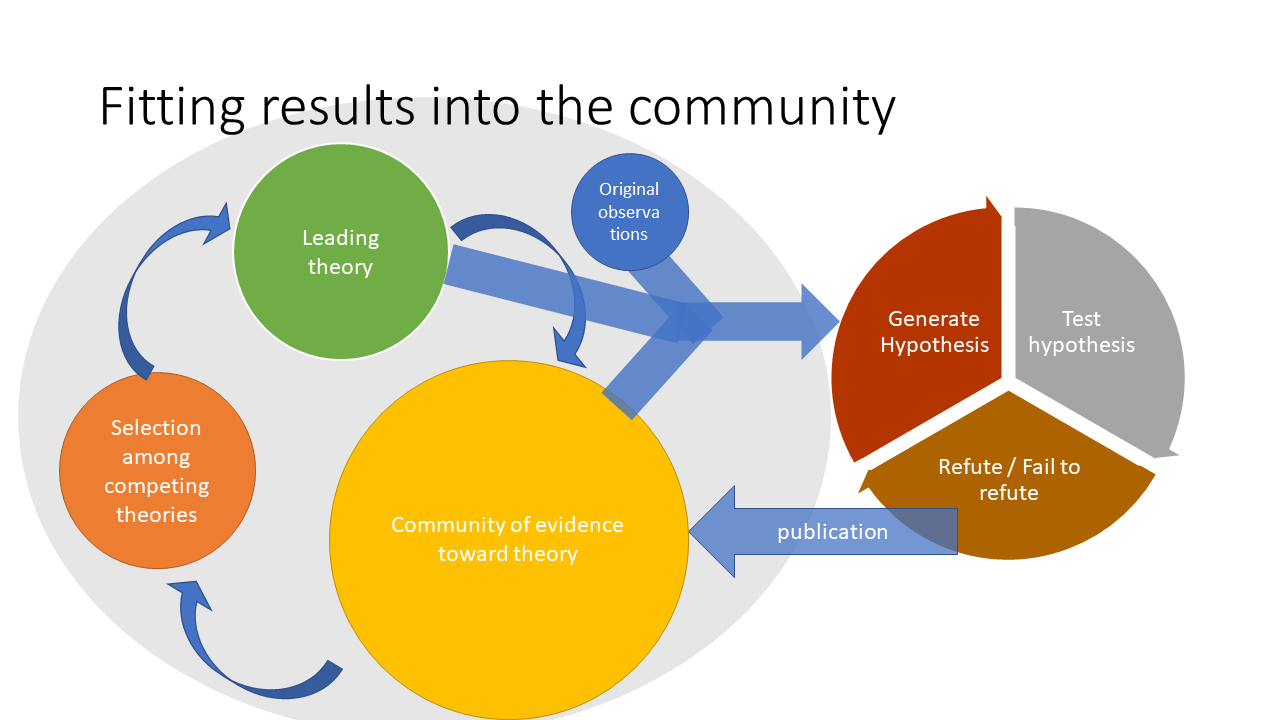 Fitting results into the community
Original
observa
tions
Leading
theory
Generate
Hypothesis
Test
hypothesis
Selection
among
competing
theories
Refute / Fail to
refute
Community of evidence
toward theory
publication